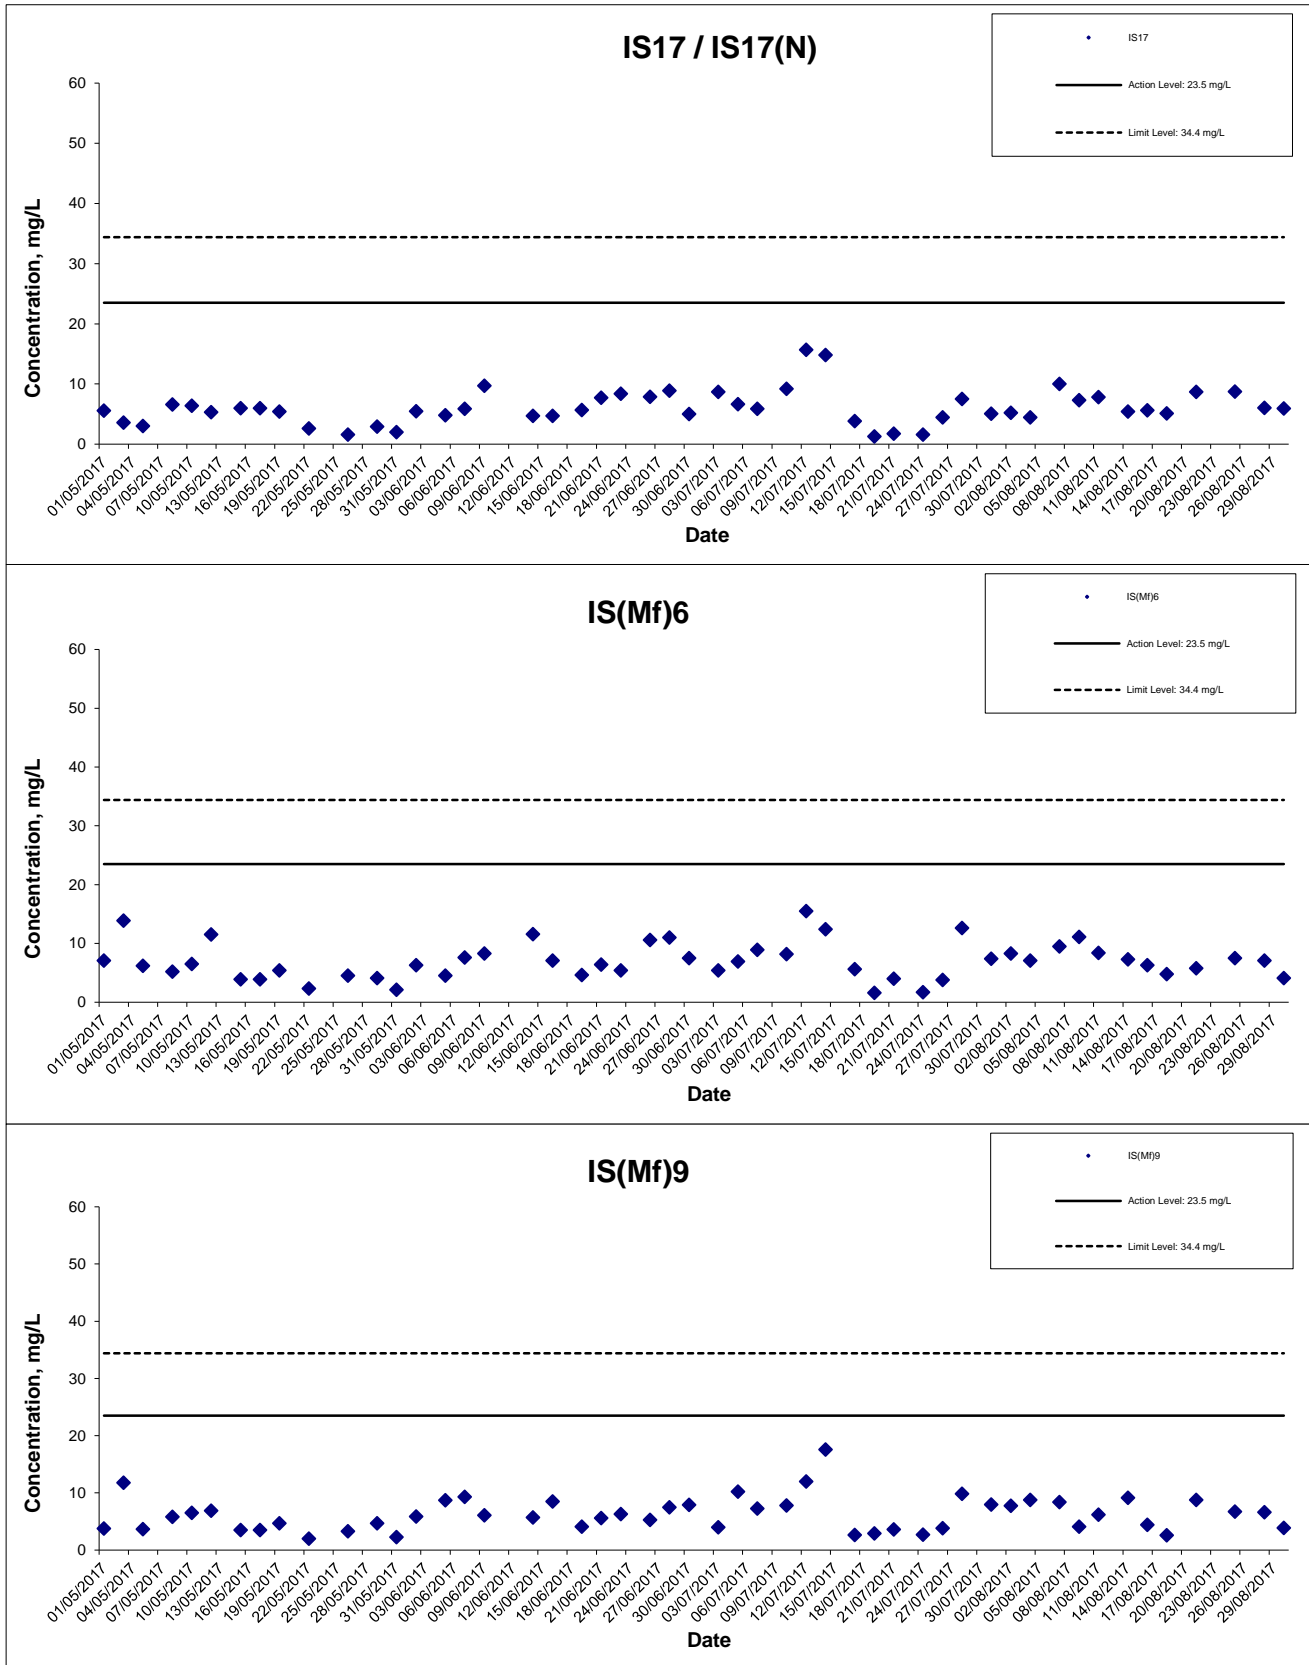 IS17 / IS17(N)
IS17
Action Level: 23.5 mg/L
Limit Level: 34.4 mg/L
Concentration, mg/L
60
50
40
30
20
10
0
01/05/2017 04/05/2017 07/05/2017 10/05/2017 13/05/2017 16/05/2017 19/05/2017 22/05/2017 25/05/2017 28/05/2017 31/05/2017 03/06/2017 06/06/2017 09/06/2017 12/06/2017 15/06/2017 18/06/2017 21/06/2017 24/06/2017 27/06/2017 30/06/2017 03/07/2017 06/07/2017 09/07/2017 12/07/2017 15/07/2017 18/07/2017 21/07/2017 24/07/2017 27/07/2017 30/07/2017 02/08/2017 05/08/2017 08/08/2017 11/08/2017 14/08/2017 17/08/2017 20/08/2017 23/08/2017 26/08/2017 29/08/2017
Date
IS(Mf)6
IS(Mf)6
Action Level: 23.5 mg/L
Limit Level: 34.4 mg/L
Concentration, mg/L
60
50
40
30
20
10
0
01/05/2017 04/05/2017 07/05/2017 10/05/2017 13/05/2017 16/05/2017 19/05/2017 22/05/2017 25/05/2017 28/05/2017 31/05/2017 03/06/2017 06/06/2017 09/06/2017 12/06/2017 15/06/2017 18/06/2017 21/06/2017 24/06/2017 27/06/2017 30/06/2017 03/07/2017 06/07/2017 09/07/2017 12/07/2017 15/07/2017 18/07/2017 21/07/2017 24/07/2017 27/07/2017 30/07/2017 02/08/2017 05/08/2017 08/08/2017 11/08/2017 14/08/2017 17/08/2017 20/08/2017 23/08/2017 26/08/2017 29/08/2017
Date
IS(Mf)9
IS(Mf)9
Action Level: 23.5 mg/L
Limit Level: 34.4 mg/L
Concentration, mg/L
60
50
40
30
20
10
0
01/05/2017 04/05/2017 07/05/2017 10/05/2017 13/05/2017 16/05/2017 19/05/2017 22/05/2017 25/05/2017 28/05/2017 31/05/2017 03/06/2017 06/06/2017 09/06/2017 12/06/2017 15/06/2017 18/06/2017 21/06/2017 24/06/2017 27/06/2017 30/06/2017 03/07/2017 06/07/2017 09/07/2017 12/07/2017 15/07/2017 18/07/2017 21/07/2017 24/07/2017 27/07/2017 30/07/2017 02/08/2017 05/08/2017 08/08/2017 11/08/2017 14/08/2017 17/08/2017 20/08/2017 23/08/2017 26/08/2017 29/08/2017
Date